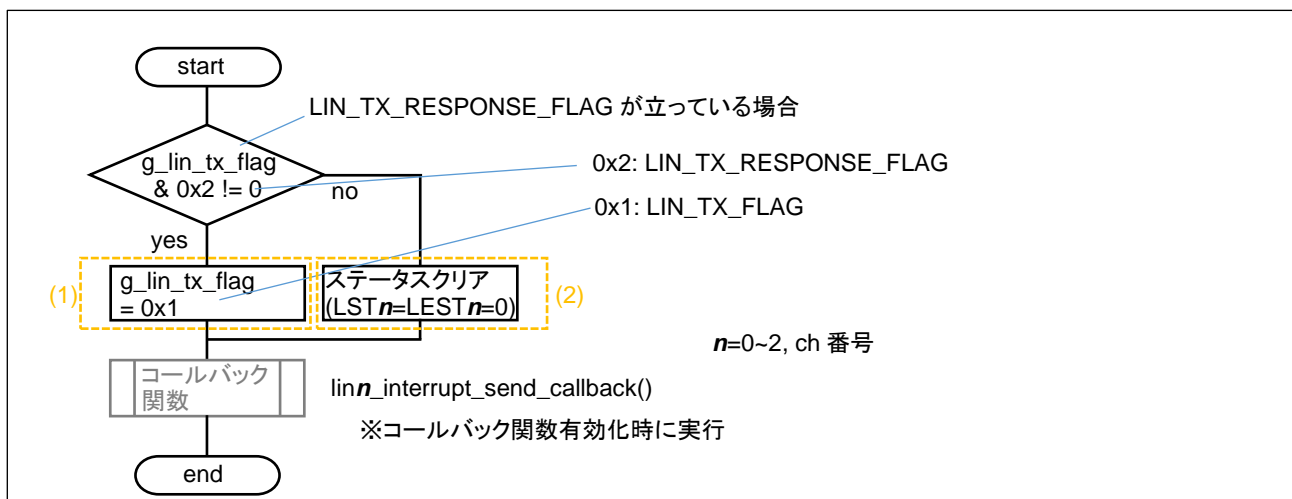 start
LIN_TX_RESPONSE_FLAG が立っている場合
g_lin_tx_flag
& 0x2 != 0
0x2: LIN_TX_RESPONSE_FLAG
no
0x1: LIN_TX_FLAG
yes
(1)
g_lin_tx_flag
= 0x1
ステータスクリア
(LSTn=LESTn=0)
(2)
n=0~2, ch 番号
コールバック
関数
linn_interrupt_send_callback()
※コールバック関数有効化時に実行
end